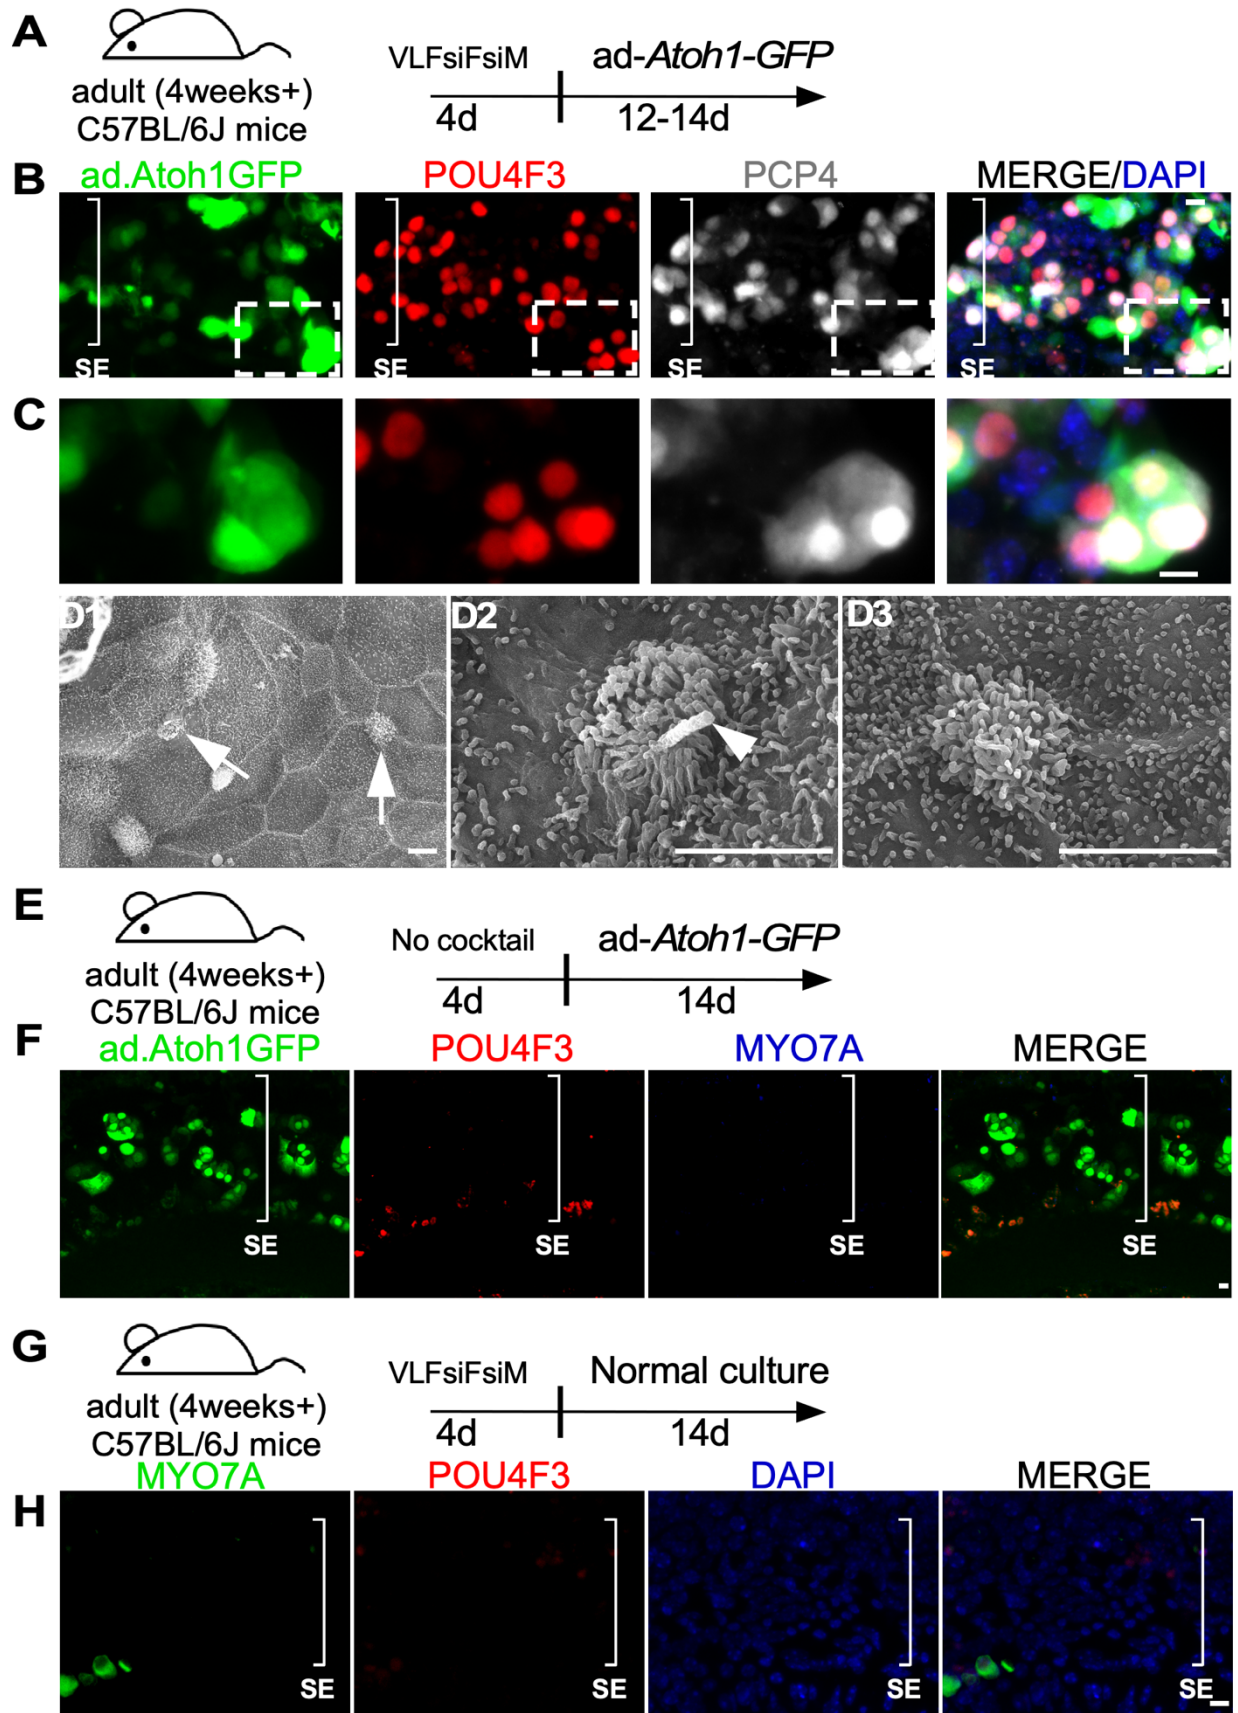 A
adult (4weeks+)
C57BL/6J mice
VLFsiFsiM
ad-Atoh1-GFP
4d
12-14d
B
ad.Atoh1GFP
POU4F3
PCP4
MERGE/DAPI
SE
SE
SE
SE
C
D1
D2
D3
E
adult (4weeks+)
C57BL/6J mice
No cocktail
ad-Atoh1-GFP
4d
14d
F
ad.Atoh1GFP
POU4F3
MYO7A
MERGE
SE
SE
SE
SE
G
adult (4weeks+)
C57BL/6J mice
VLFsiFsiM
Normal culture
4d
14d
H
MYO7A
POU4F3
DAPI
MERGE
SE
SE
SE
SE